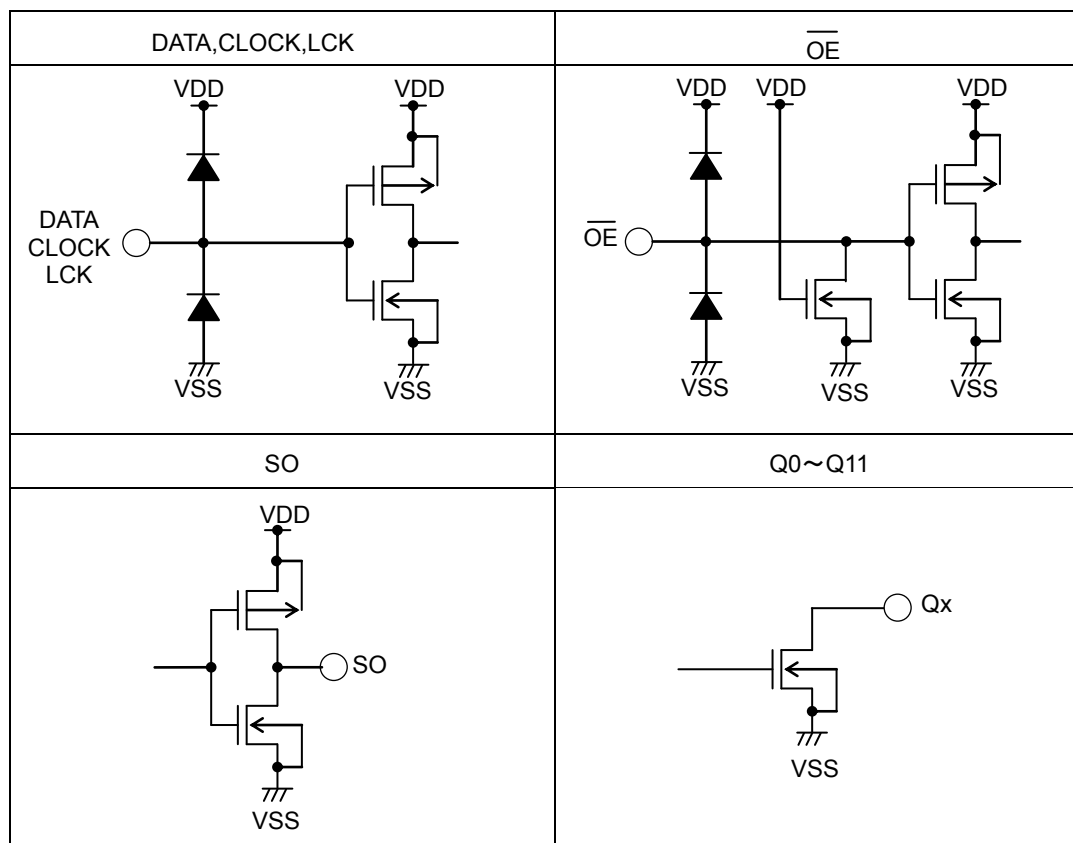 DATA,CLOCK,LCK
OE
VDD VDD
DATA
CLOCK
LCK
VSS VSS
VDD VDD VDD
OE
VSS VSS VSS
SO
Q0～Q11
VDD
SO
VSS
Qx
VSS